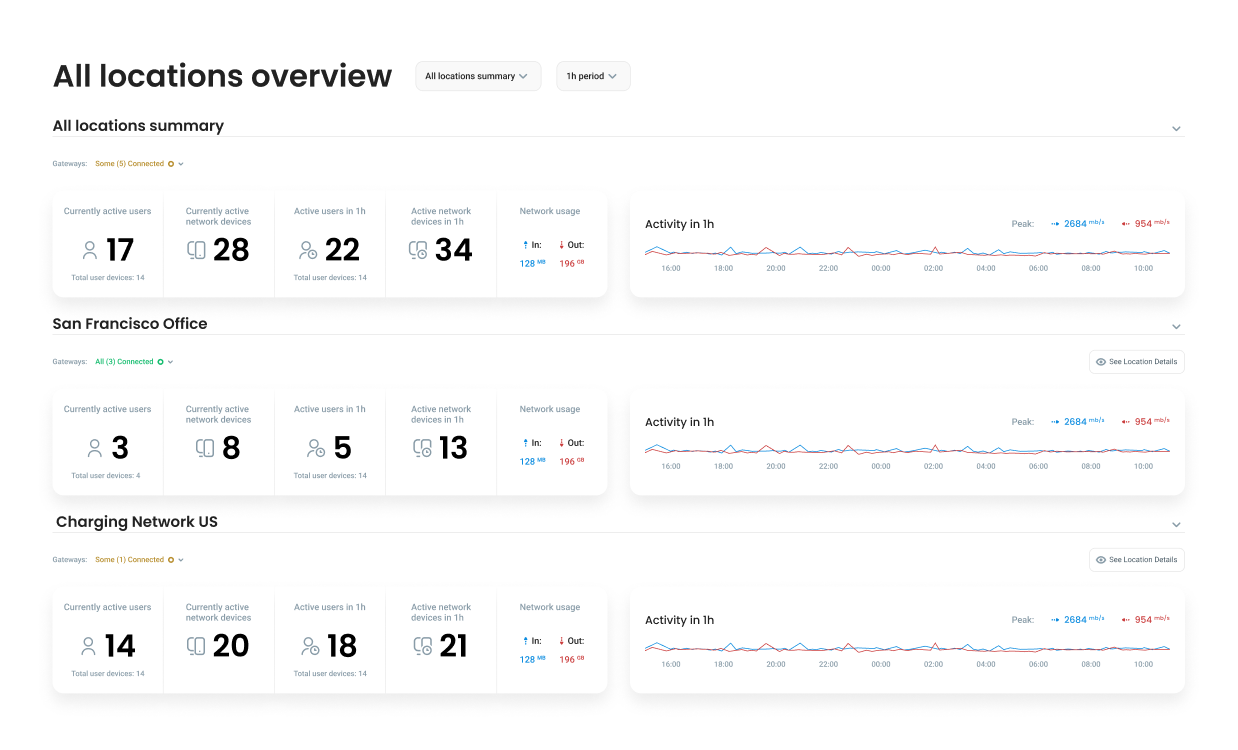 All locations overview
All locations summary
1h period
All locations summary
Gateways: Some (5) Connected
Currently active users
17
Total user devices: 14
Currently active
network devices
28
Active users in 1h
22
Total user devices: 14
Active network
devices in 1h
34
Network usage
In: Out:
128 MB 196 GB
Activity in 1h
Peak: 2684 mb/s 954 mb/s
16:00 18:00 20:00 22:00 00:00 02:00 04:00 06:00 08:00 10:00
San Francisco Office
Gateways: All (3) Connected
See Location Details
Currently active users
3
Total user devices: 4
Currently active
network devices
8
Active users in 1h
5
Total user devices: 14
Active network
devices in 1h
13
Network usage
In: Out:
128 MB 196 GB
Activity in 1h
Peak: 2684 mb/s 954 mb/s
16:00 18:00 20:00 22:00 00:00 02:00 04:00 06:00 08:00 10:00
Charging Network US
Gateways: Some (1) Connected
See Location Details
Currently active users
14
Total user devices: 14
Currently active
network devices
20
Active users in 1h
18
Total user devices: 14
Active network
devices in 1h
21
Network usage
In: Out:
128 MB 196 GB
Activity in 1h
Peak: 2684 mb/s 954 mb/s
16:00 18:00 20:00 22:00 00:00 02:00 04:00 06:00 08:00 10:00